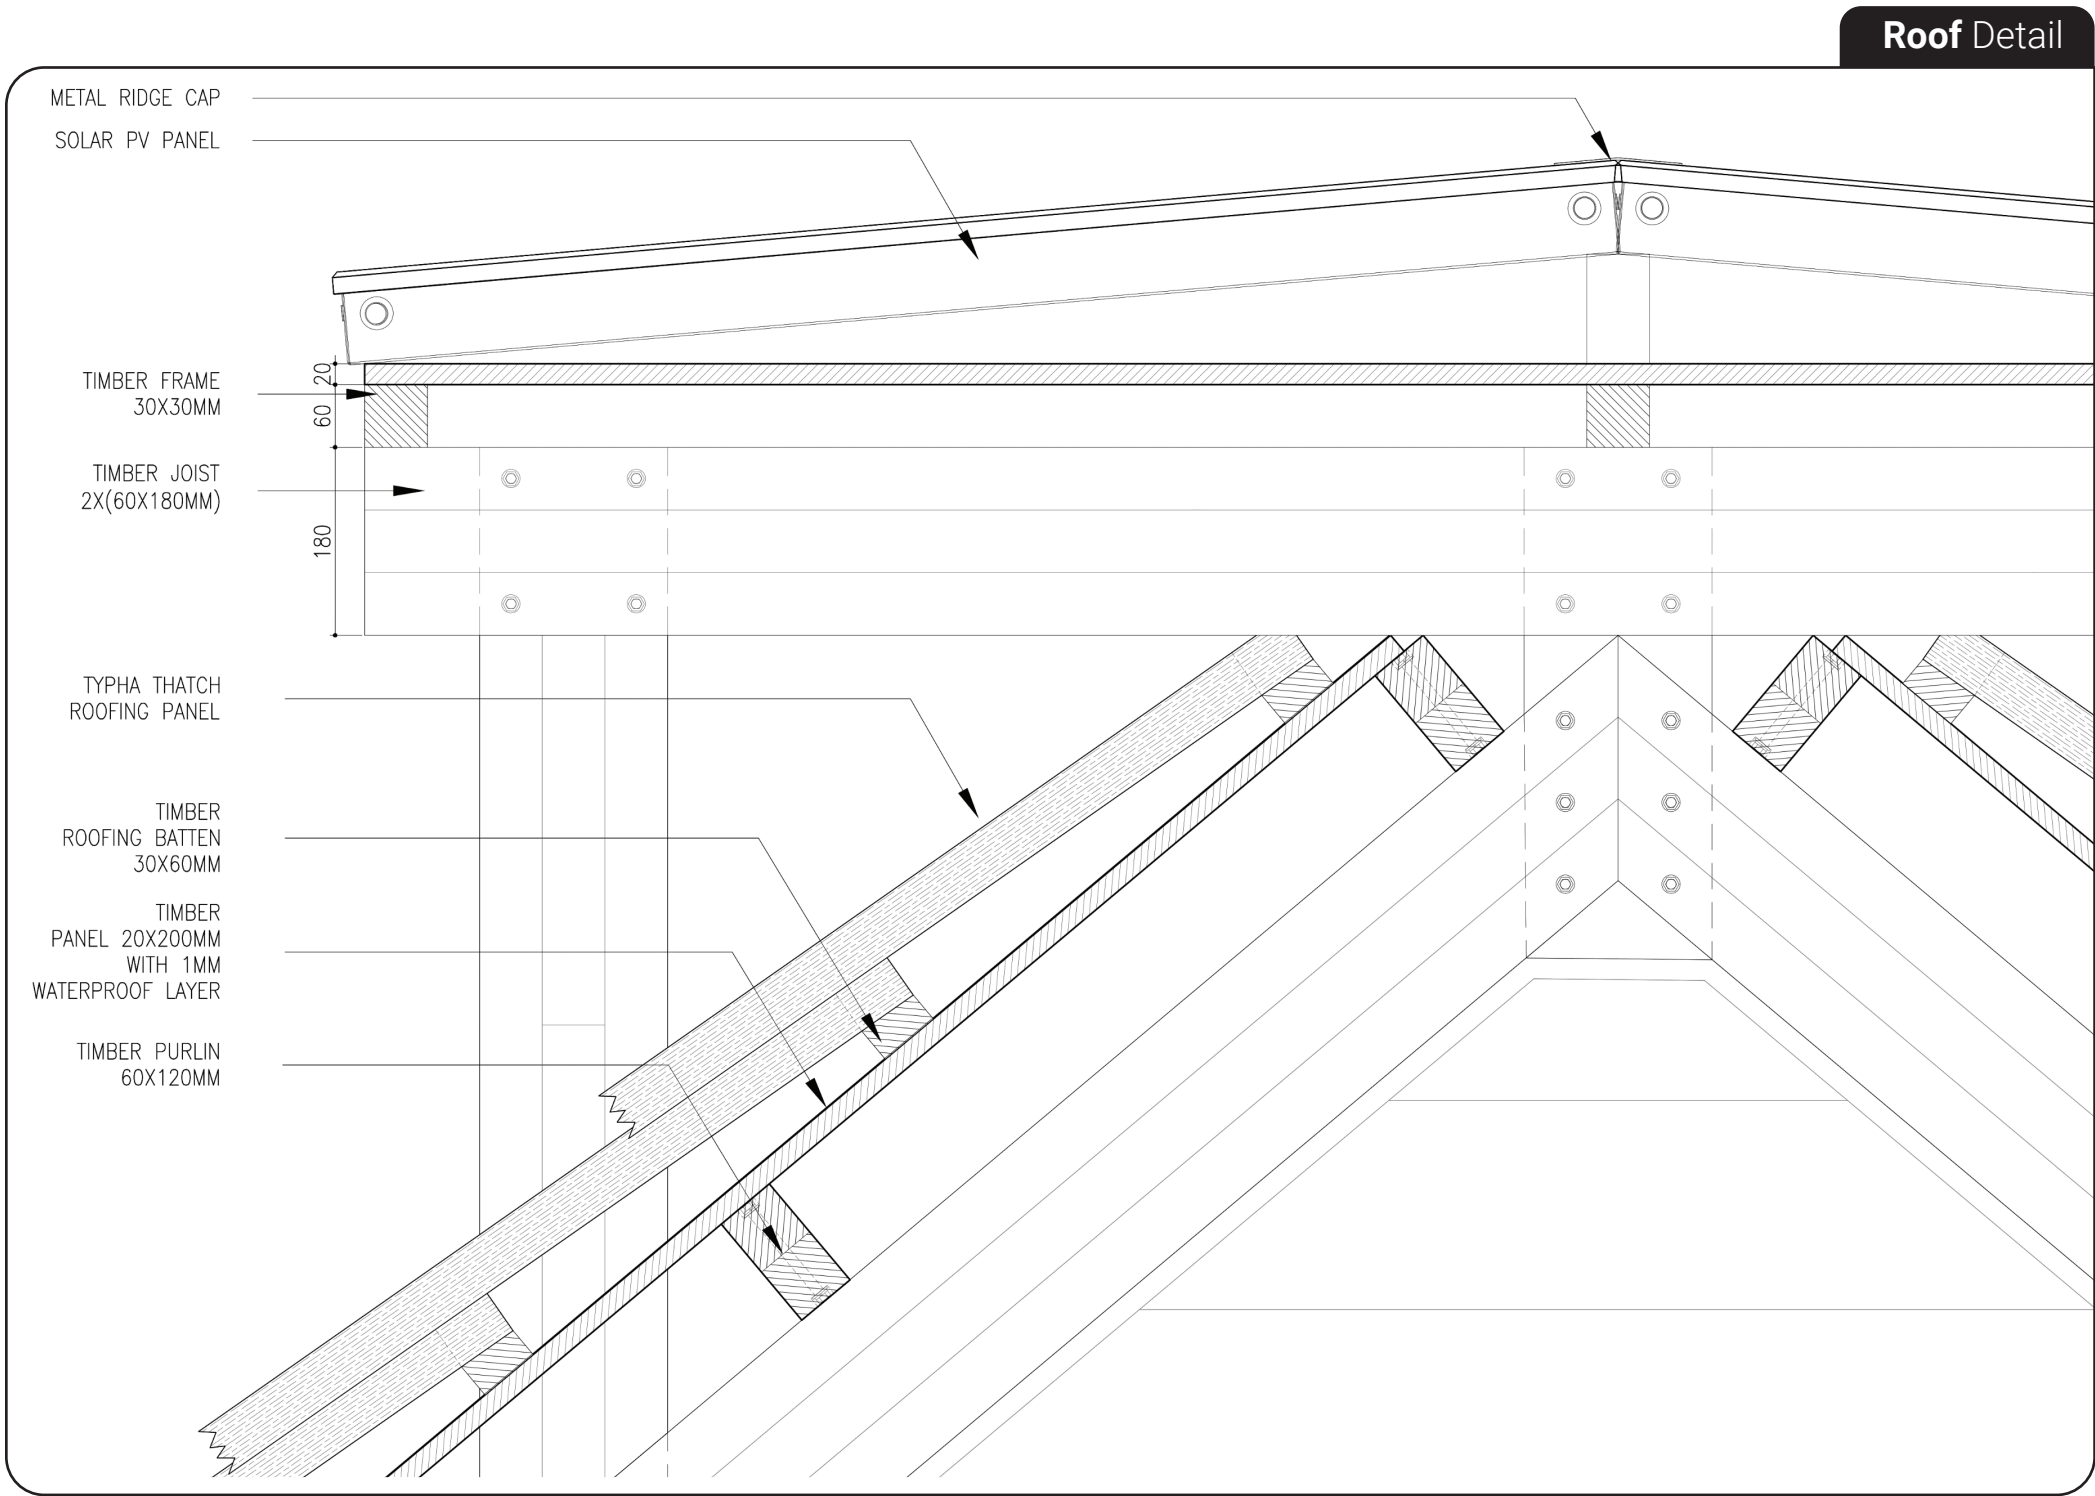 Roof Detail
METAL RIDGE CAP
SOLAR PV PANEL
20
TIMBER FRAME
30X30MM
60
TIMBER JOIST
2X(60X180MM)
180
TYPHA THATCH
ROOFING PANEL
TIMBER
ROOFING BATTEN
30X60MM
TIMBER
PANEL 20X200MM
WITH 1MM
WATERPROOF LAYER
TIMBER PURLIN
60X120MM